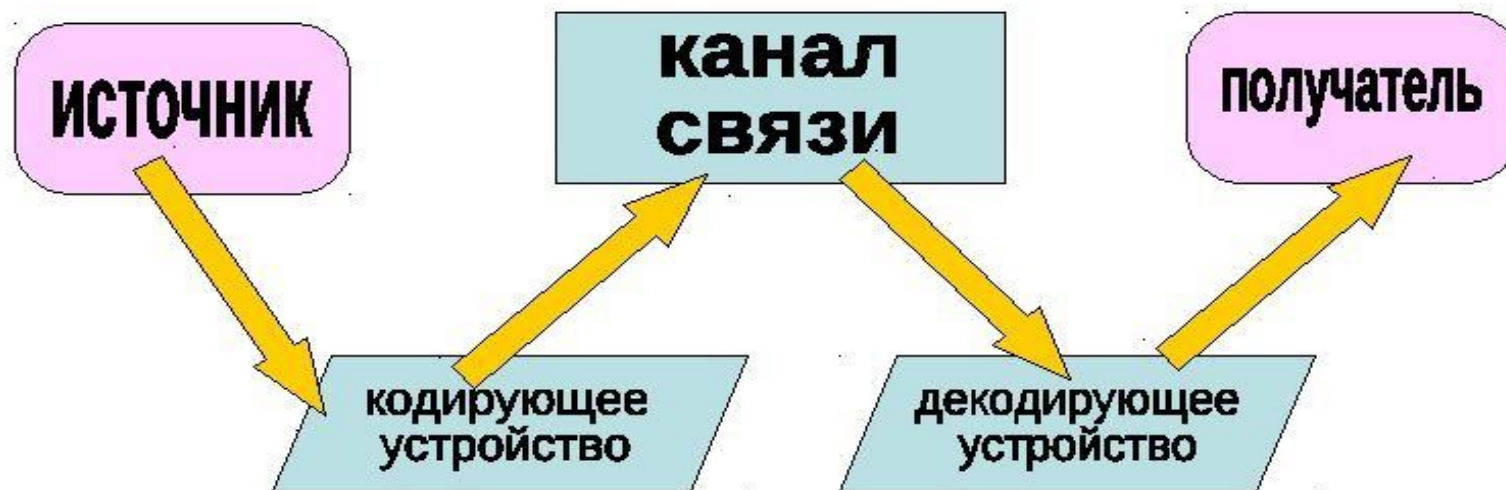 источник
канал
связи
получатель
кодирующее
устройство
декодирующее
устройство